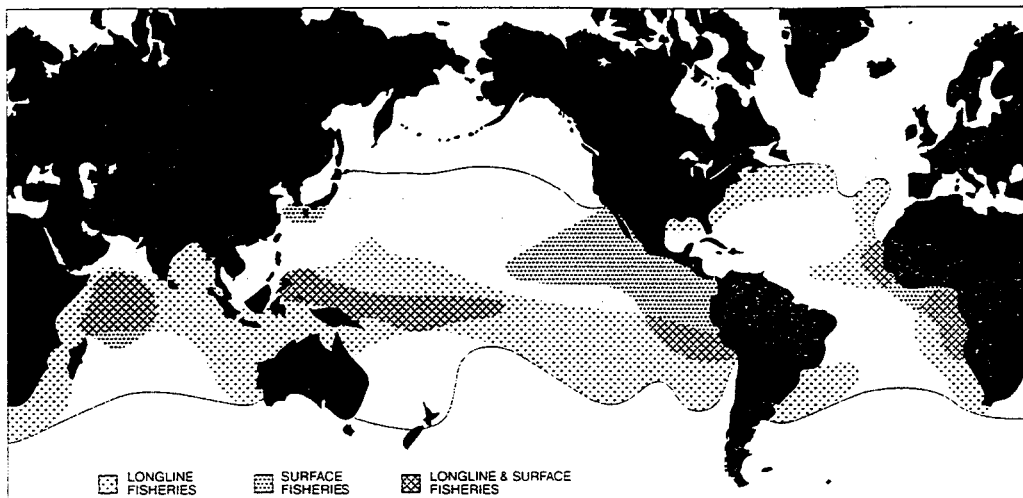 LONGLINE
FISHERIES
SURFACE
FISHERIES
LONGLINE & SURFACE
FISHERIES